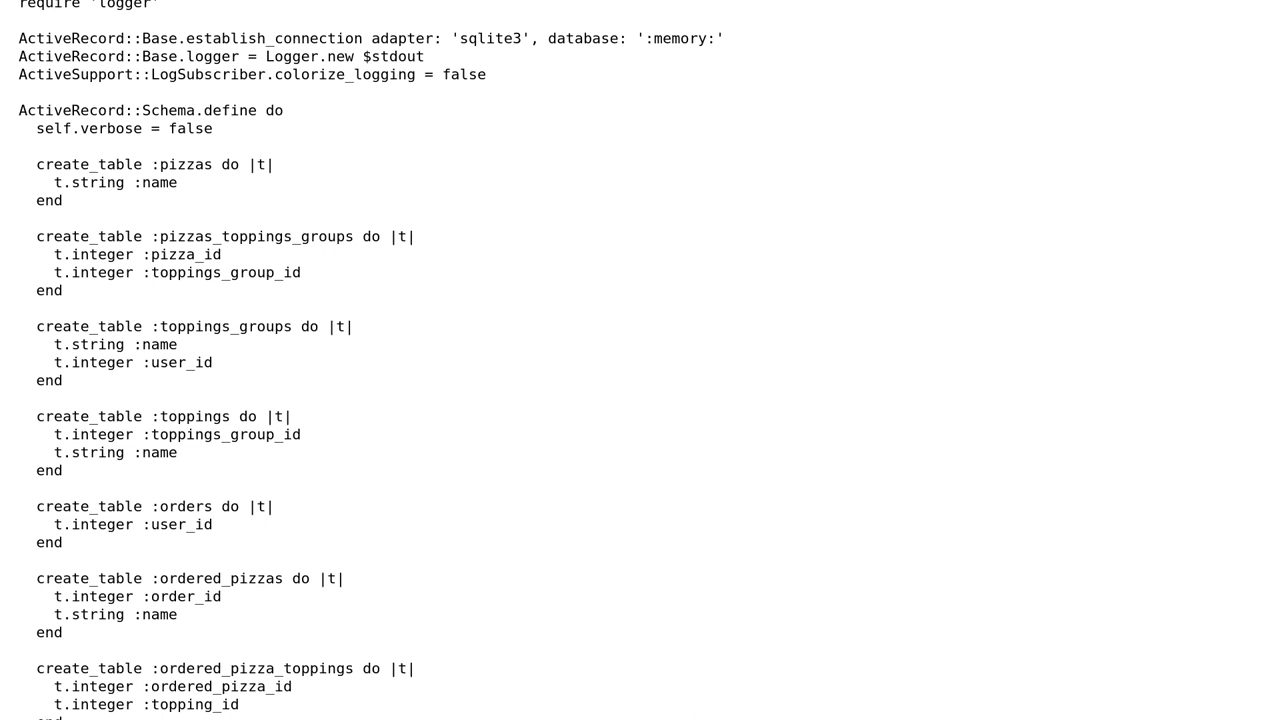 require 'logger'

ActiveRecord::Base.establish_connection adapter: 'sqlite3', database: ':memory:'
ActiveRecord::Base.logger = Logger.new $stdout
ActiveSupport::LogSubscriber.colorize_logging = false

ActiveRecord::Schema.define do
  self.verbose = false

  create_table :pizzas do |t|
    t.string :name
  end

  create_table :pizzas_toppings_groups do |t|
    t.integer :pizza_id
    t.integer :toppings_group_id
  end

  create_table :toppings_groups do |t|
    t.string :name
    t.integer :user_id
  end

  create_table :toppings do |t|
    t.integer :toppings_group_id
    t.string :name
  end

  create_table :orders do |t|
    t.integer :user_id
  end

  create_table :ordered_pizzas do |t|
    t.integer :order_id
    t.string :name
  end

  create_table :ordered_pizza_toppings do |t|
    t.integer :ordered_pizza_id
    t.integer :topping_id
  end